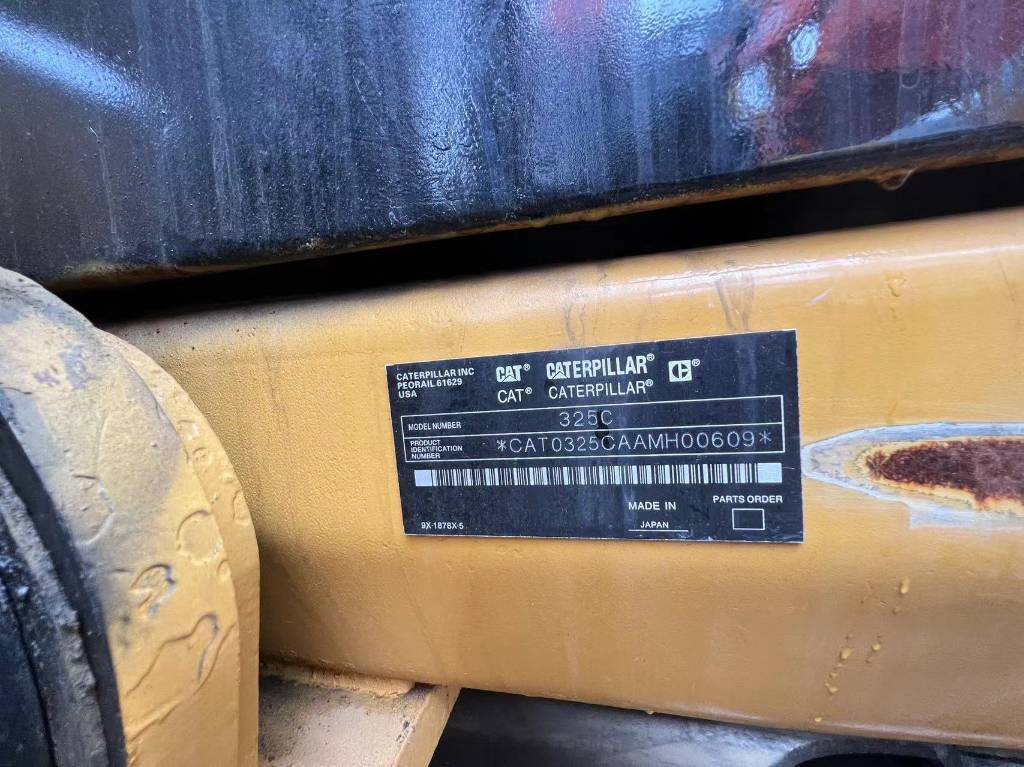 CATERPILLAR INC
PEORAIL 61629
USA
CAT® CATERPILLAR®
CAT® CATERPILLAR®
MODEL NUMBER 325C
PRODUCT
IDENTIFICATION
NUMBER
*CAT0325CAAMH00609*
MADE IN
JAPAN
PARTS ORDER
9X-1878X-5